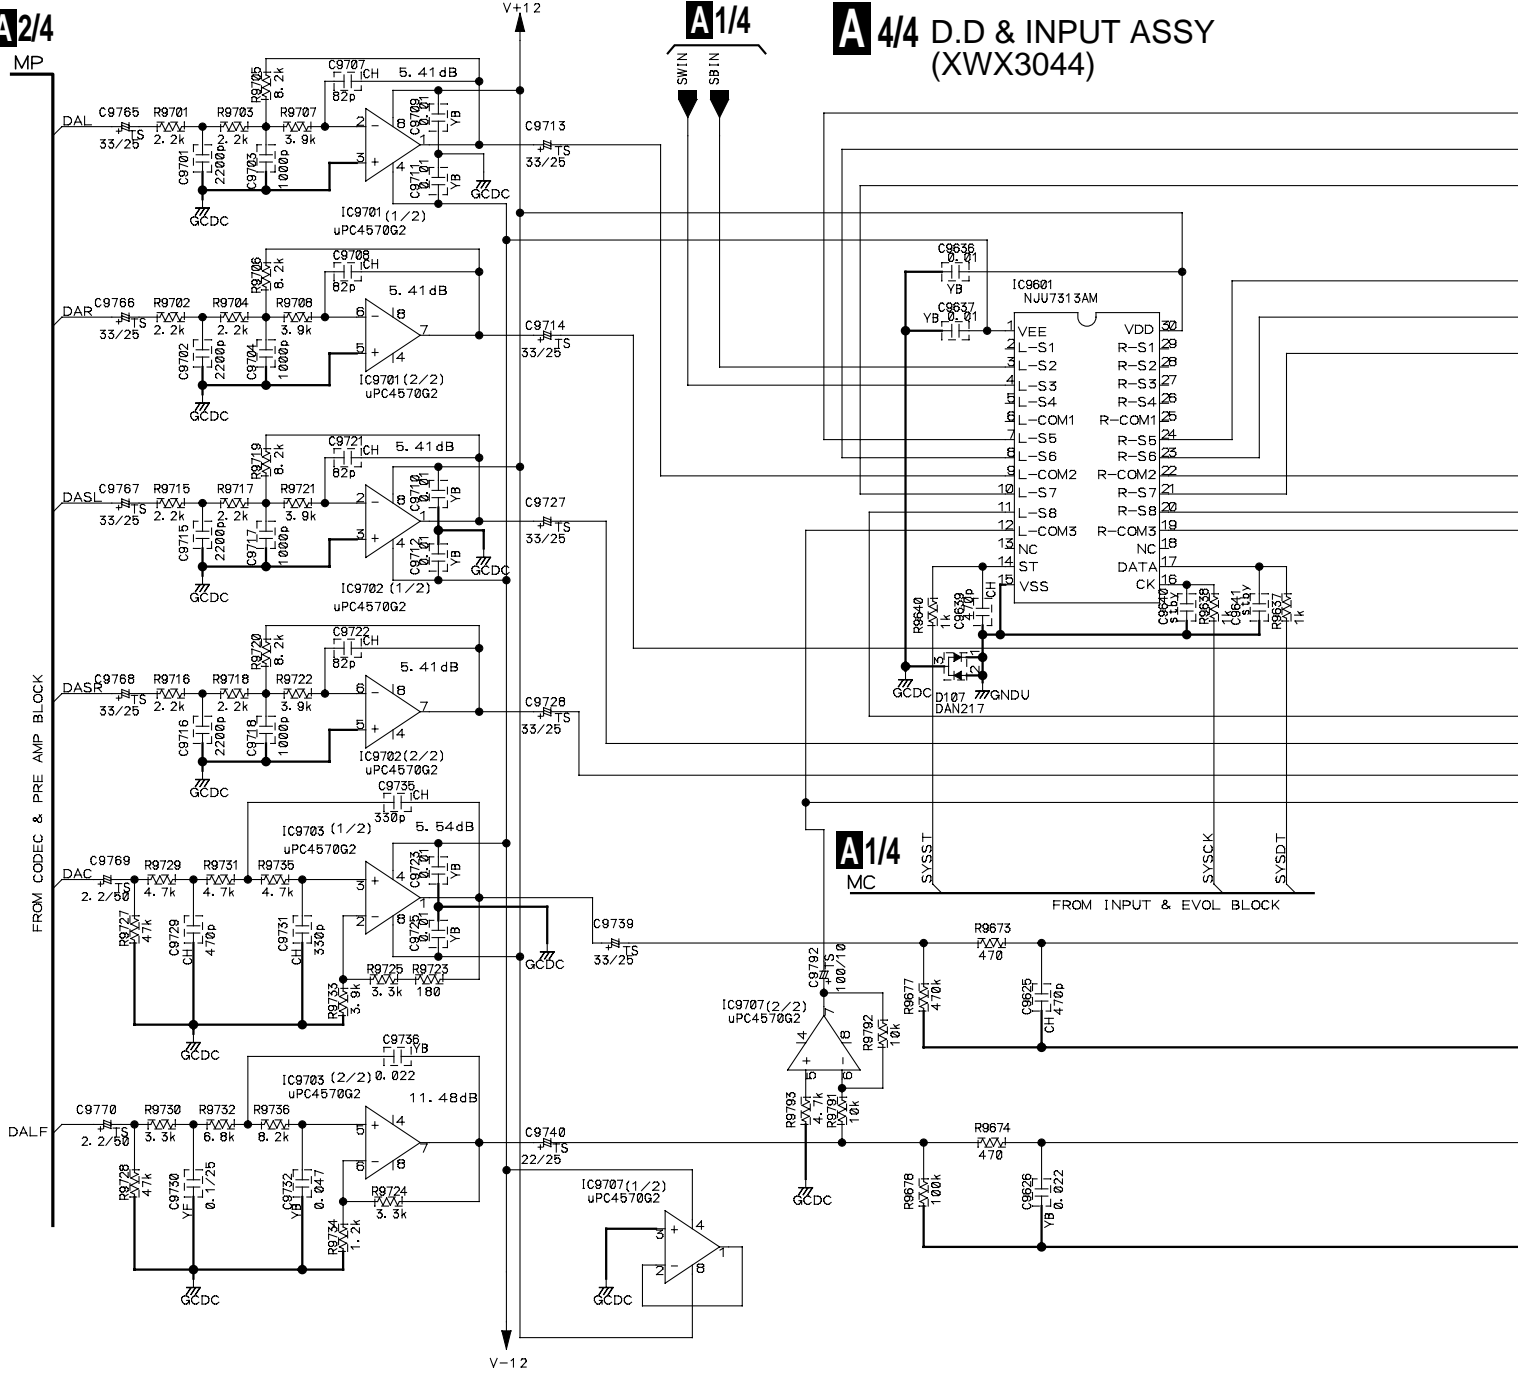 A 2/4
MP
V+12
A 1/4
SWIN
SBIN
A 4/4 D.D & INPUT ASSY
(XWX3044)
FROM CODEC & PRE AMP BLOCK
DAL
C9765
TS
33/25
R9701
2.2k
R9703
2.2k
R9705
8.2k
R9707
3.9k
C9701
2200p
C9703
1000p
C9707
CH
82p
5.41dB
C9709
0.01
YB
C9711
0.01
YB
2
3
8
1
4
GCDC
GCDC
IC9701 (1/2)
uPC4570G2
C9713
TS
33/25
DAR
C9766
TS
33/25
R9702
2.2k
R9704
2.2k
R9706
8.2k
R9708
3.9k
C9702
2200p
C9704
1000p
C9708
CH
82p
5.41dB
6
5
8
7
4
GCDC
IC9701 (2/2)
uPC4570G2
C9714
TS
33/25
DASL
C9767
TS
33/25
R9715
2.2k
R9717
2.2k
R9719
8.2k
R9721
3.9k
C9715
2200p
C9717
1000p
C9721
CH
82p
5.41dB
C9710
0.01
YB
C9712
0.01
YB
2
3
8
1
4
GCDC
GCDC
IC9702 (1/2)
uPC4570G2
C9727
TS
33/25
DASR
C9768
TS
33/25
R9716
2.2k
R9718
2.2k
R9720
8.2k
R9722
3.9k
C9716
2200p
C9718
1000p
C9722
CH
82p
5.41dB
6
5
8
7
4
GCDC
IC9702 (2/2)
uPC4570G2
C9728
TS
33/25
DAC
C9769
TS
2.2/50
R9729
4.7k
R9731
4.7k
R9735
4.7k
R9727
47k
C9729
470p
CH
C9731
330p
CH
C9735
CH
330p
IC9703 (1/2)
uPC4570G2
5.54dB
C9723
0.01
YB
C9725
0.01
YB
3
2
4
1
8
R9725
3.3k
R9723
180
R9733
3.9k
GCDC
GCDC
C9739
TS
33/25
DALF
C9770
TS
2.2/50
R9730
3.3k
R9732
6.8k
R9736
8.2k
R9728
47k
C9730
0.1/25
YF
C9732
0.047
YB
C9736
YB
0.022
IC9703 (2/2)
uPC4570G2
11.48dB
5
6
4
7
8
R9724
3.3k
R9734
1.2k
GCDC
C9740
TS
22/25
IC9707 (1/2)
uPC4570G2
3
2
4
1
8
GCDC
V-12
C9636
0.01
YB
C9637
YB 0.01
IC9601
NJU7313AM
1 VEE
2 L-S1
3 L-S2
4 L-S3
5 L-S4
6 L-COM1
7 L-S5
8 L-S6
9 L-COM2
10 L-S7
11 L-S8
12 L-COM3
13 NC
14 ST
15 VSS
VDD 30
R-S1 29
R-S2 28
R-S3 27
R-S4 26
R-COM1 25
R-S5 24
R-S6 23
R-COM2 22
R-S7 21
R-S8 20
R-COM3 19
NC 18
DATA 17
CK 16
R9640
1k
C9639
470p
CH
C9640
stby
R9638
1k
C9641
stby
R9637
1k
GCDC
3
1
2
D107
DAN217
GNDU
A 1/4
MC
SYSST
SYSCK
SYSDT
FROM INPUT & EVOL BLOCK
C9792
TS
100/10
IC9707 (2/2)
uPC4570G2
4
7
8
5
6
R9792
10k
R9793
4.7k
R9791
10k
GCDC
R9673
470
R9677
470k
C9625
470p
CH
R9674
470
R9678
100k
C9626
0.022
YB